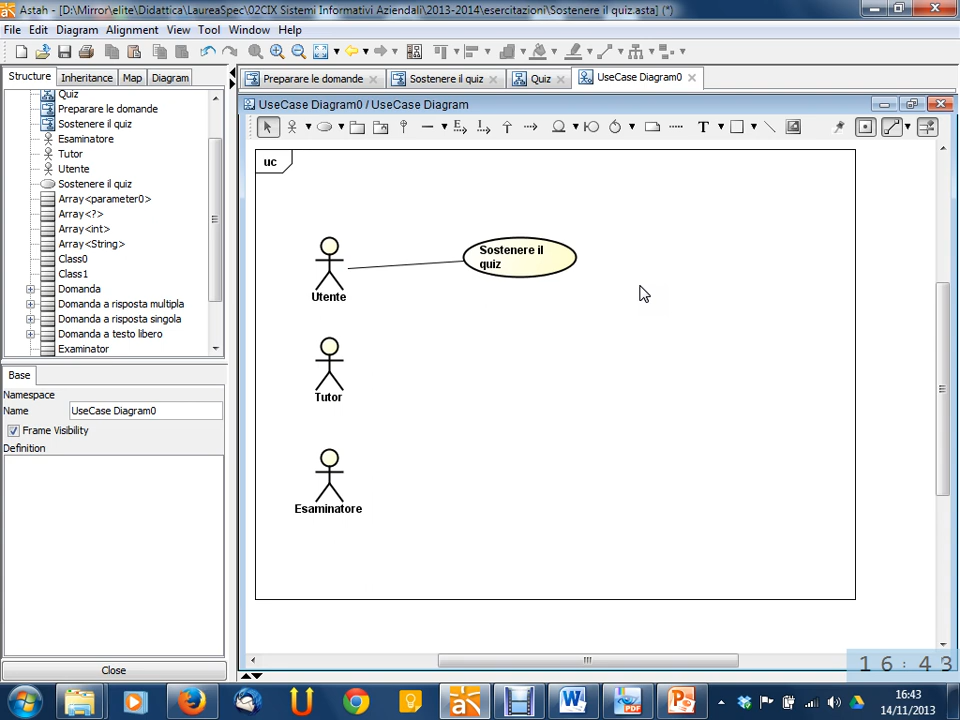 Astah - [D:\Mirror\elite\Didattica\LaureaSpec\02CIX Sistemi Informativi Aziendali\2013-2014\esercitazioni\Sostenere il quiz.asta] (*)
File Edit Diagram Alignment View Tool Window Help
Structure Inheritance Map Diagram
Preparare le domande Sostenere il quiz Quiz UseCase Diagram0
UseCase Diagram0 / UseCase Diagram
E I T
Quiz
Preparare le domande
Sostenere il quiz
Esaminatore
Tutor
Utente
Sostenere il quiz
Array<parameter0>
Array<?>
Array<int>
Array<String>
Class0
Class1
Domanda
Domanda a risposta multipla
Domanda a risposta singola
Domanda a testo libero
Examinator
Base
Namespace
Name UseCase Diagram0
Frame Visibility
Definition
Close
uc
Sostenere il
quiz
Utente
Tutor
Esaminatore
16:43
16:43
14/11/2013